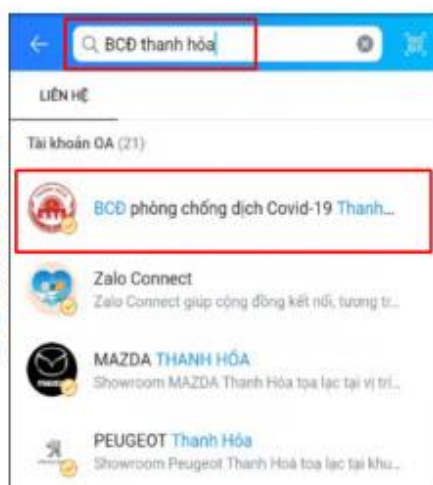 BCĐ thanh hóa
LIÊN HỆ
Tài khoản OA (21)
BCĐ phòng chống dịch Covid-19 Thanh...
Zalo Connect
Zalo Connect giúp cộng đồng kết nối, tương tr...
MAZDA THANH HÓA
Showroom MAZDA Thanh Hóa tọa lạc tại vị trí...
PEUGEOT Thanh Hóa
Showroom Peugeot Thanh Hoá toạ lạc tại khu...